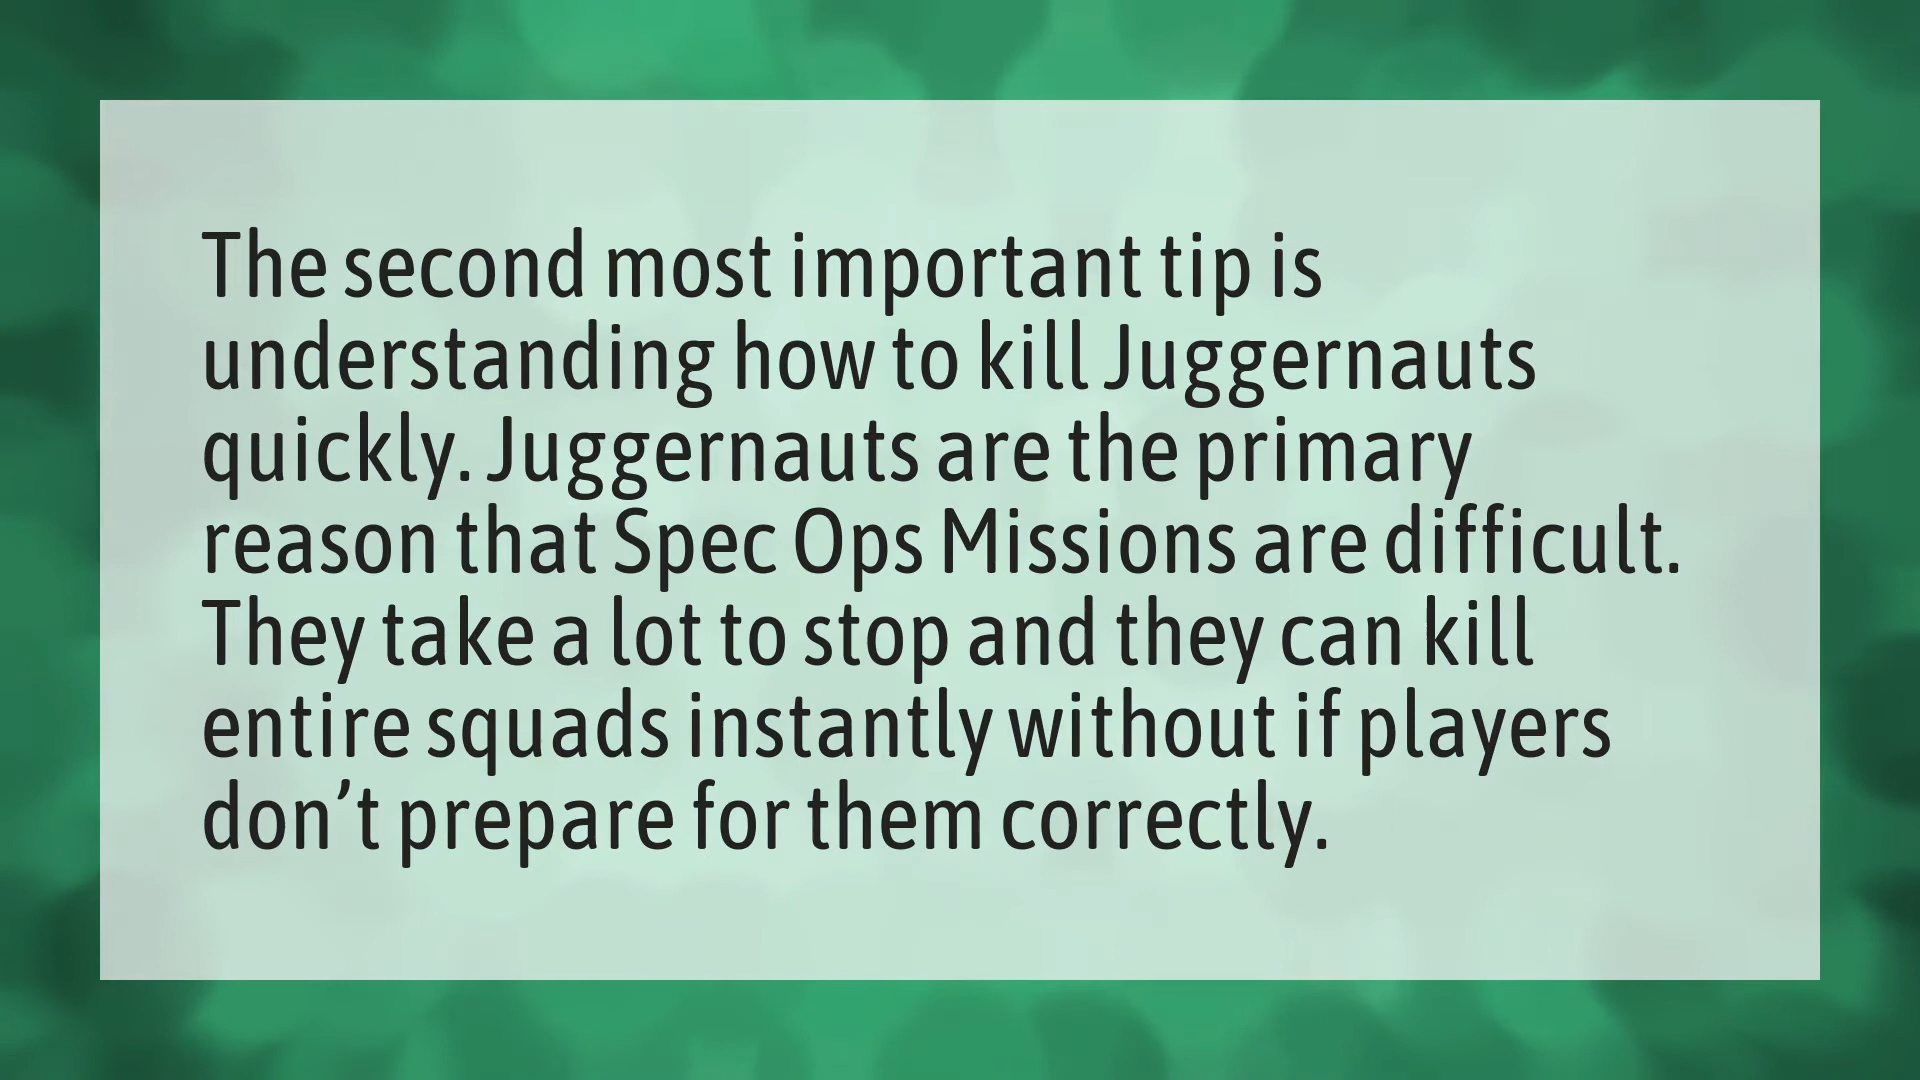 The second most important tip is
understanding how to kill Juggernauts
quickly. Juggernauts are the primary
reason that Spec Ops Missions are difficult.
They take a lot to stop and they can kill
entire squads instantly without if players
don’t prepare for them correctly.